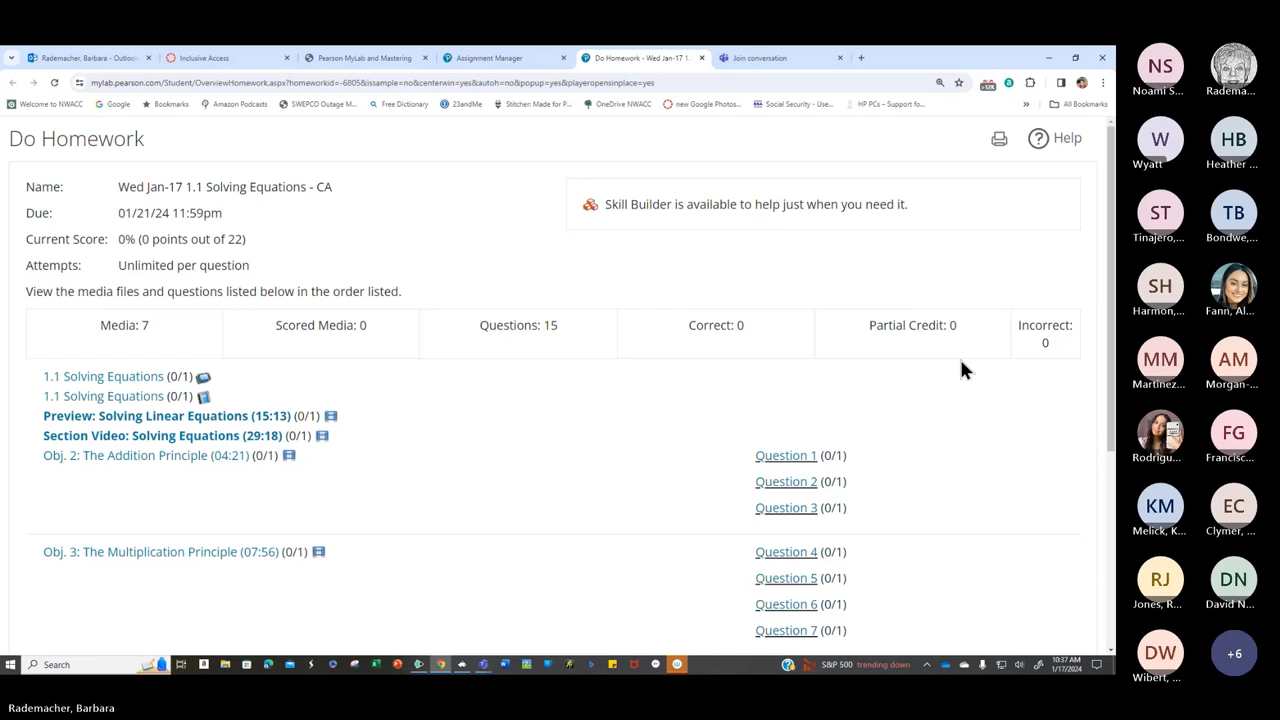 Rademacher, Barbara - Outloo
Inclusive Access
Pearson MyLab and Mastering
Assignment Manager
Do Homework - Wed Jan-17 1.
Join conversation
mylab.pearson.com/Student/OverviewHomework.aspx?homeworkid=-6805&issample=no&centerwin=yes&autoh=no&popup=yes&playeropensinplace=yes
Welcome to NWACC
Google
Bookmarks
Amazon Podcasts
SWEPCO Outage M...
Free Dictionary
23andMe
Stitcher: Made for P...
OneDrive NWACC
new Google Photos...
Social Security - Use...
HP PCs – Support fo...
All Bookmarks
Do Homework
Help
Name: Wed Jan-17 1.1 Solving Equations - CA
Due: 01/21/24 11:59pm
Current Score: 0% (0 points out of 22)
Attempts: Unlimited per question
Skill Builder is available to help just when you need it.
View the media files and questions listed below in the order listed.
Media: 7
Scored Media: 0
Questions: 15
Correct: 0
Partial Credit: 0
Incorrect: 0
1.1 Solving Equations (0/1)
1.1 Solving Equations (0/1)
Preview: Solving Linear Equations (15:13) (0/1)
Section Video: Solving Equations (29:18) (0/1)
Obj. 2: The Addition Principle (04:21) (0/1)
Question 1 (0/1)
Question 2 (0/1)
Question 3 (0/1)
Obj. 3: The Multiplication Principle (07:56) (0/1)
Question 4 (0/1)
Question 5 (0/1)
Question 6 (0/1)
Question 7 (0/1)
Search
S&P 500 trending down
10:37 AM
1/17/2024
NS
Noami S...
Radema...
W
Wyatt
HB
Heather ...
ST
Tinajero,...
TB
Bondwe,...
SH
Harmon,...
Fann, Al...
MM
Martinez...
AM
Morgan-...
Rodrigu...
FG
Francisc...
KM
Melick, K...
EC
Clymer, ...
RJ
Jones, R...
DN
David N...
DW
Wibert, ...
+6
Rademacher, Barbara